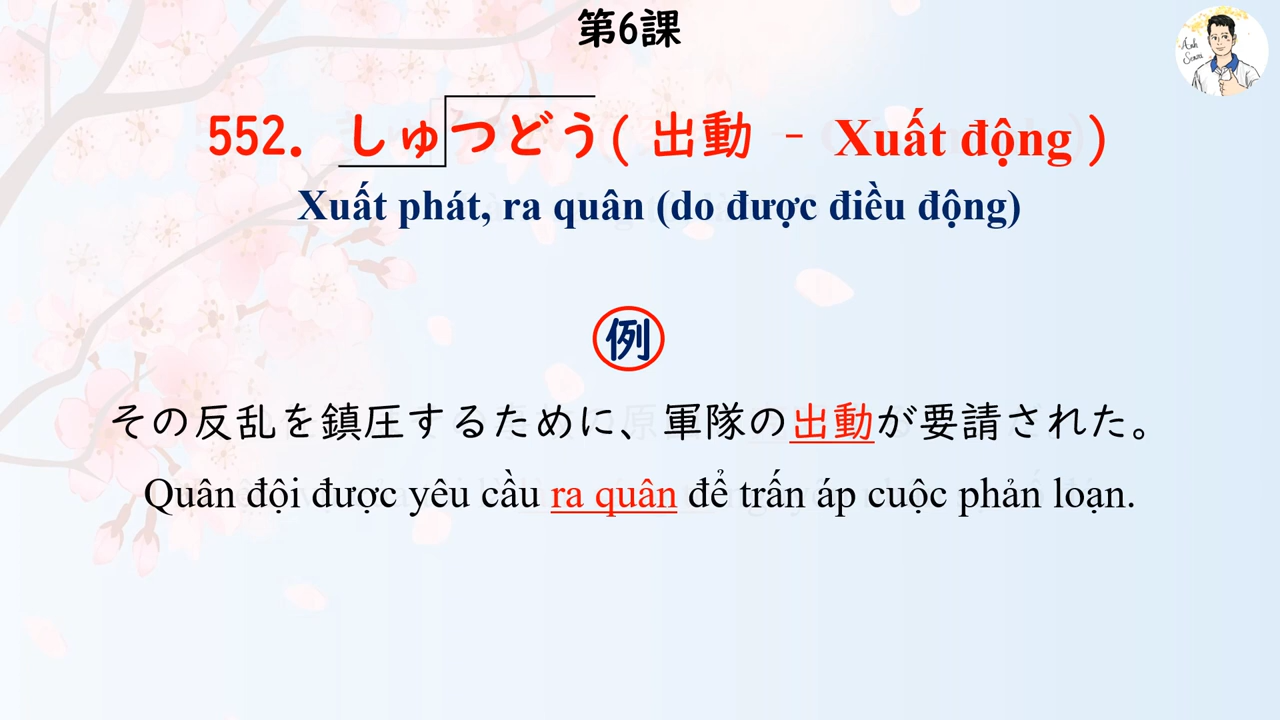 第6課
552. しゅつどう( 出動 – Xuất động )
Xuất phát, ra quân (do được điều động)
例
その反乱を鎮圧するために、軍隊の出動が要請された。
Quân đội được yêu cầu ra quân để trấn áp cuộc phản loạn.
Anh
Sensei